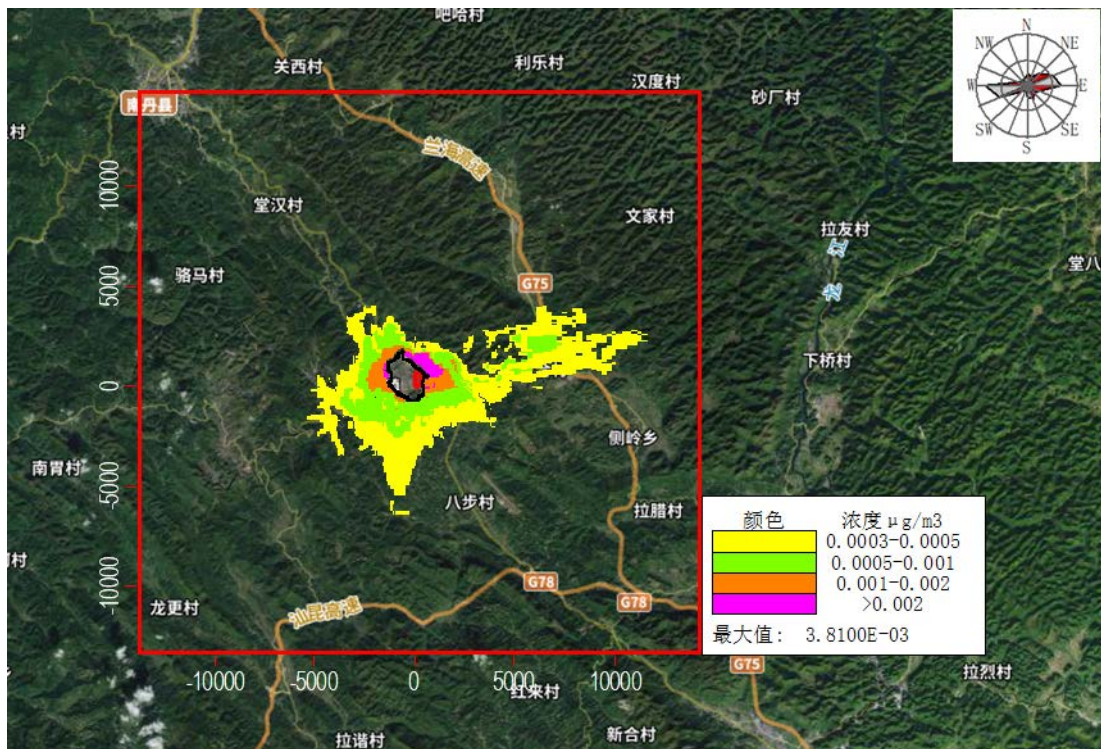 吧哈村
关西村
利乐村
汉度村
砂厂村
南丹县
兰海高速
堂汉村
文家村
拉友村
龙江
骆马村
堂八
G75
下桥村
侧岭乡
南胃村
八步村
拉腊村
龙更村
汕昆高速
G78
G78
G75
红来村
拉烈村
拉谐村
新合村
N
NW
NE
W
E
SW
SE
S
10000
5000
0
-5000
-10000
-10000
-5000
0
5000
10000
颜色 浓度μg/m3
0.0003-0.0005
0.0005-0.001
0.001-0.002
>0.002
最大值: 3.8100E-03